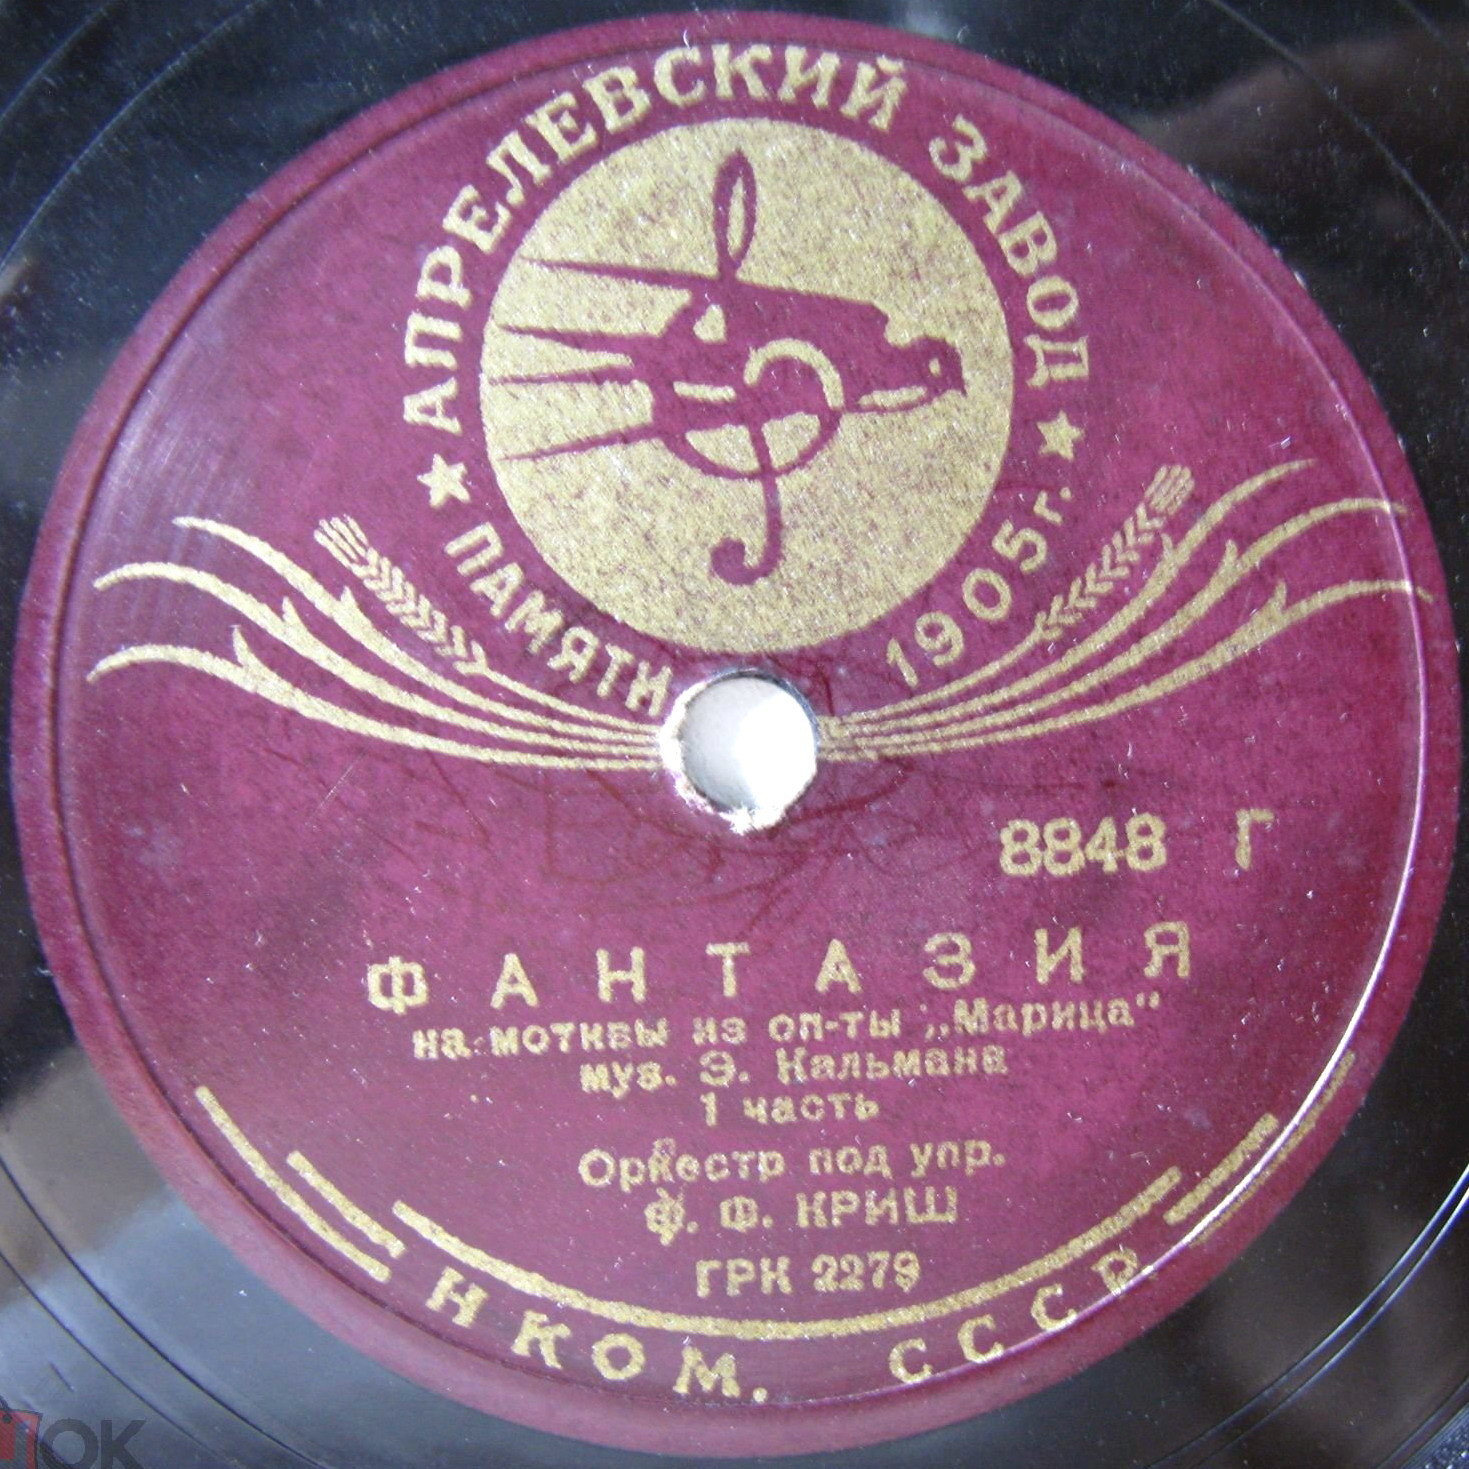 АПРЕЛЕВСКИЙ ЗАВОД
ПАМЯТИ 1905г.
8848 Г
ФАНТАЗИЯ
на мотивы из оп-ты „Марица“
муз. Э. Кальмана
1 часть
Оркестр под упр.
Ф. Ф. КРИШ
ГРК 2279
НКОМ. СССР.